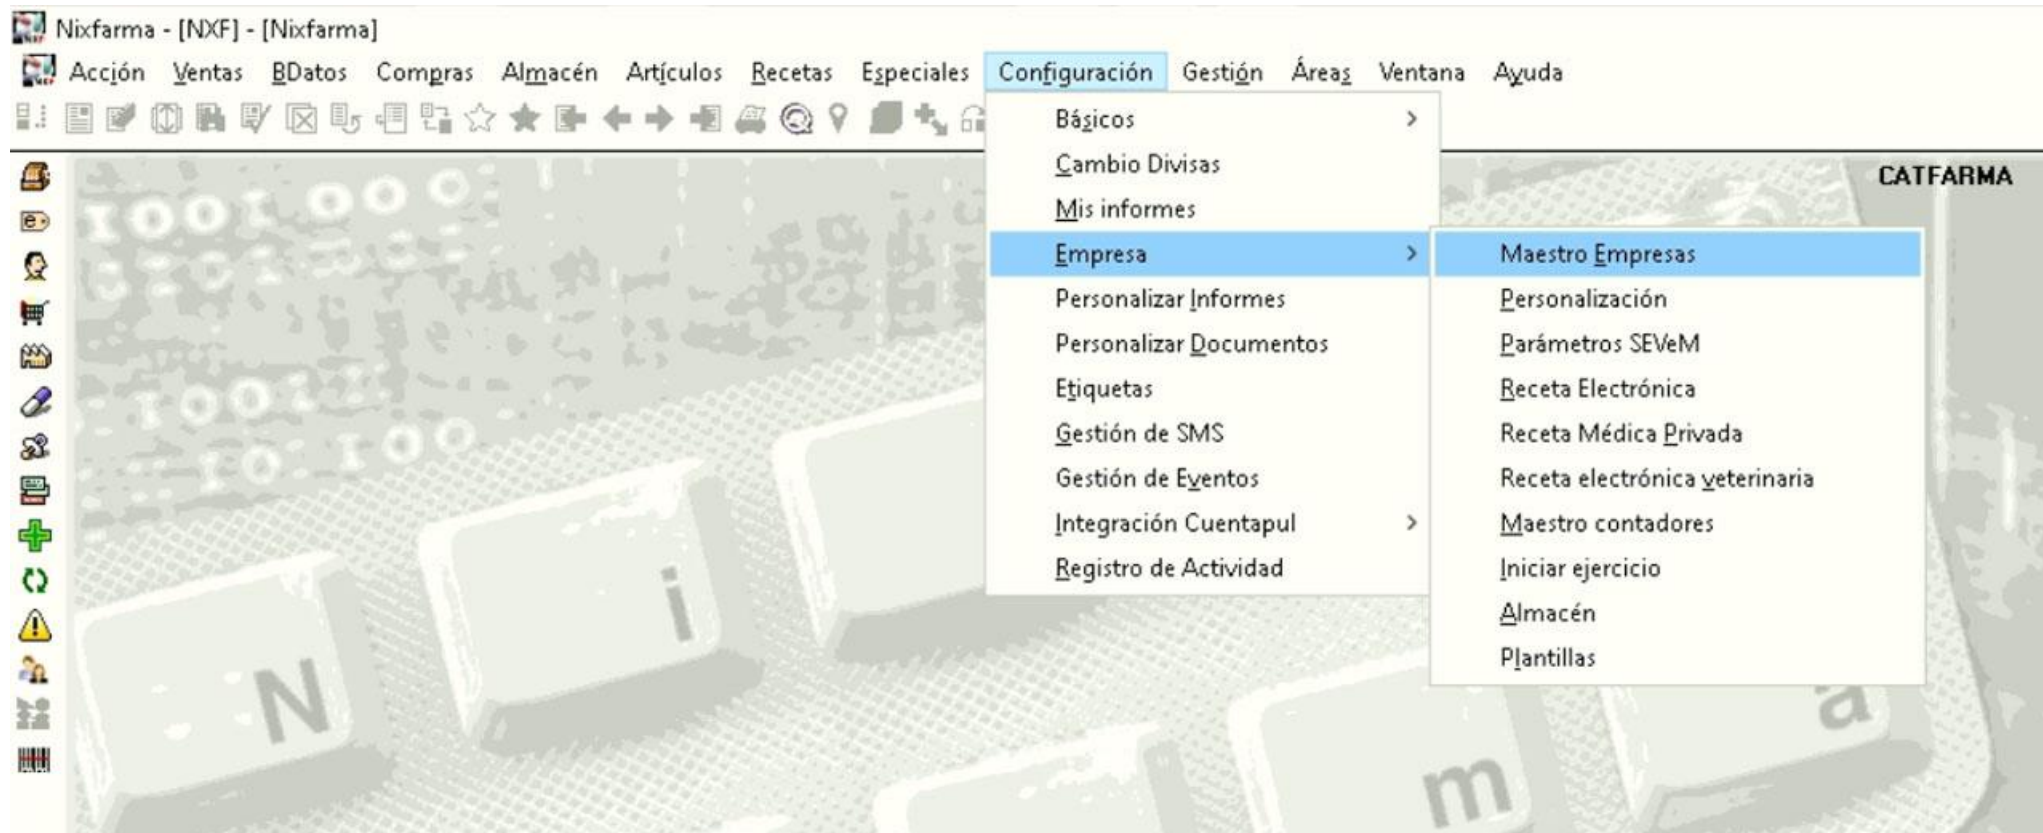 Nixfarma - [NXF] - [Nixfarma]
Acción Ventas BDatos Compras Almacén Artículos Recetas Especiales Configuración Gestión Áreas Ventana Ayuda
Básicos
Cambio Divisas
Mis informes
Empresa
Personalizar Informes
Personalizar Documentos
Etiquetas
Gestión de SMS
Gestión de Eventos
Integración Cuentapul
Registro de Actividad
Maestro Empresas
Personalización
Parámetros SEVeM
Receta Electrónica
Receta Médica Privada
Receta electrónica veterinaria
Maestro contadores
Iniciar ejercicio
Almacén
Plantillas
CATFARMA
N
i
m
a